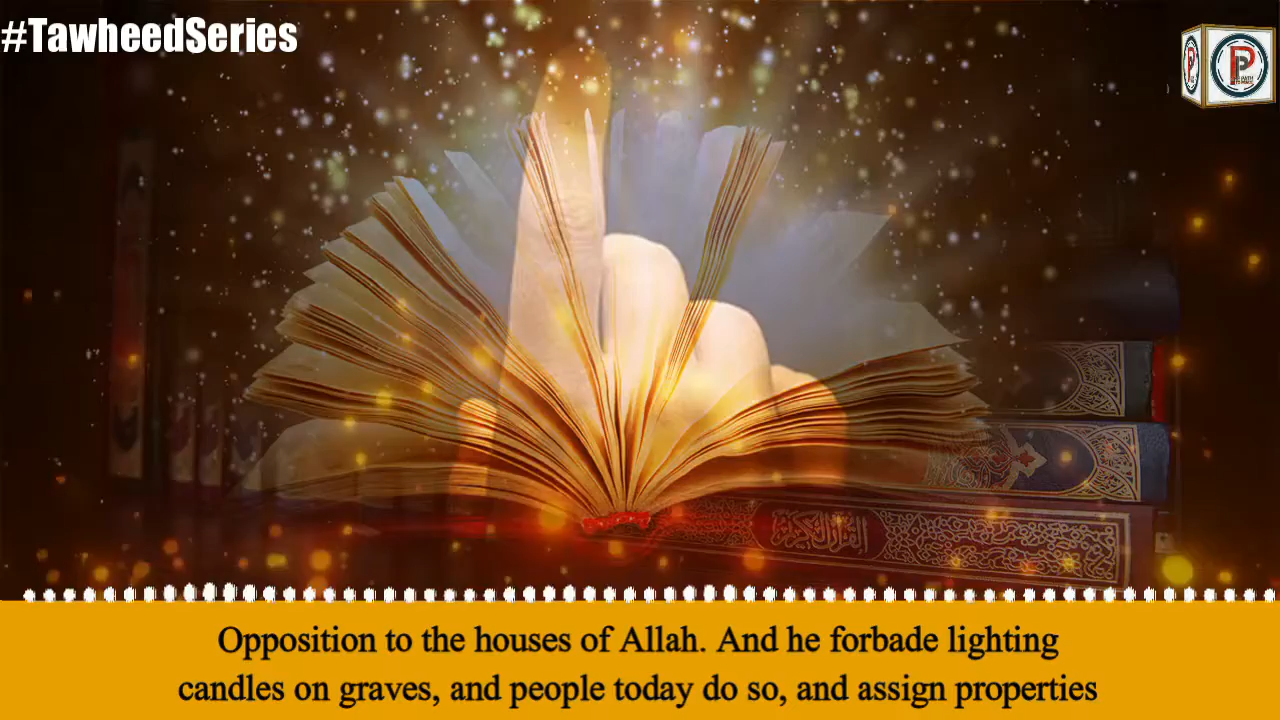 #TawheedSeries
P
القرآن الكريم
Opposition to the houses of Allah. And he forbade lighting
candles on graves, and people today do so, and assign properties